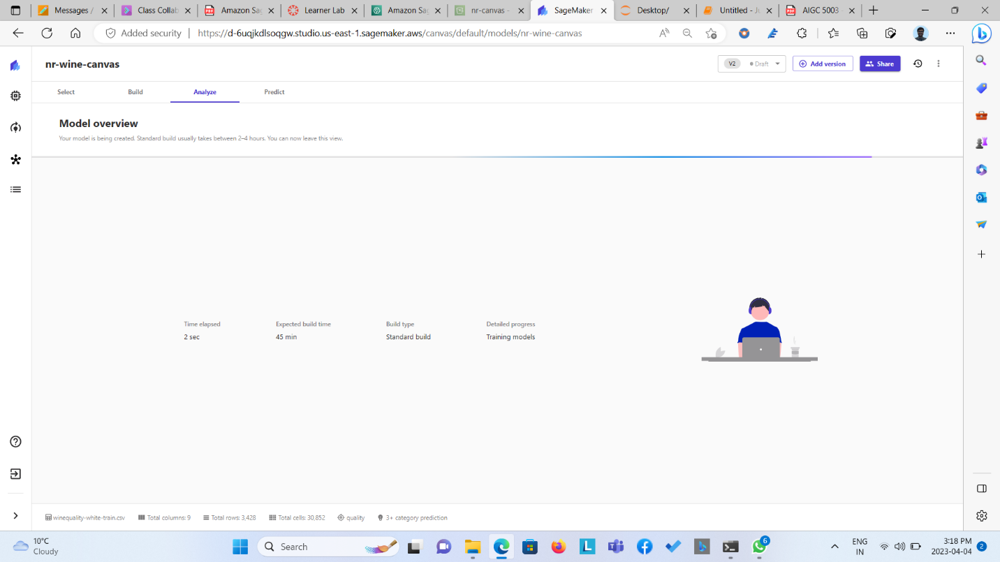 Messages /
Class Collab
Amazon Sag
Learner Lab
Amazon Sag
nr-canvas -
SageMaker
Desktop/
Untitled - Ju
AIGC 5003 -
Added security
https://d-6uqjkdlsoqgw.studio.us-east-1.sagemaker.aws/canvas/default/models/nr-wine-canvas
nr-wine-canvas
V2 Draft
Add version
Share
Select Build Analyze Predict
Model overview
Your model is being created. Standard build usually takes between 2–4 hours. You can now leave this view.
Time elapsed Expected build time Build type Detailed progress
2 sec 45 min Standard build Training models
winequality-white-train.csv Total columns: 9 Total rows: 3,428 Total cells: 30,852 quality 3+ category prediction
10°C
Cloudy
Search
6
ENG
IN
3:18 PM
2023-04-04
2